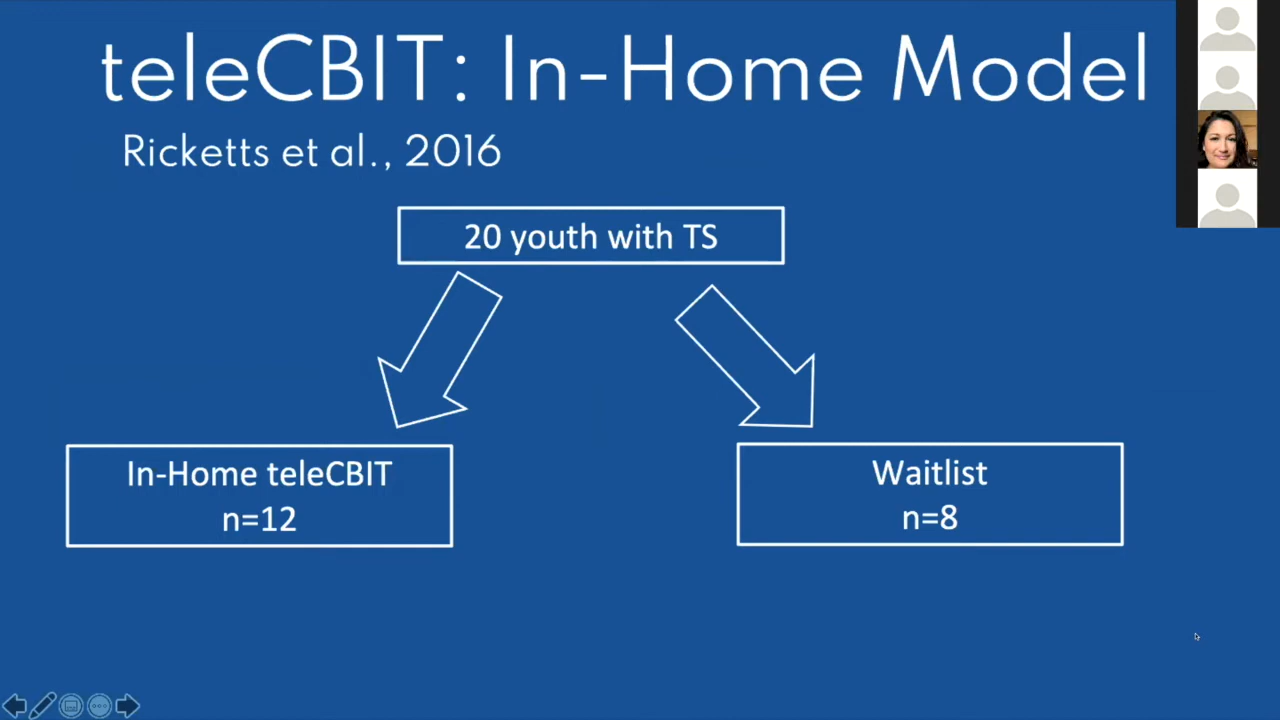 teleCBIT: In-Home Model
Ricketts et al., 2016
20 youth with TS
In-Home teleCBIT
n=12
Waitlist
n=8